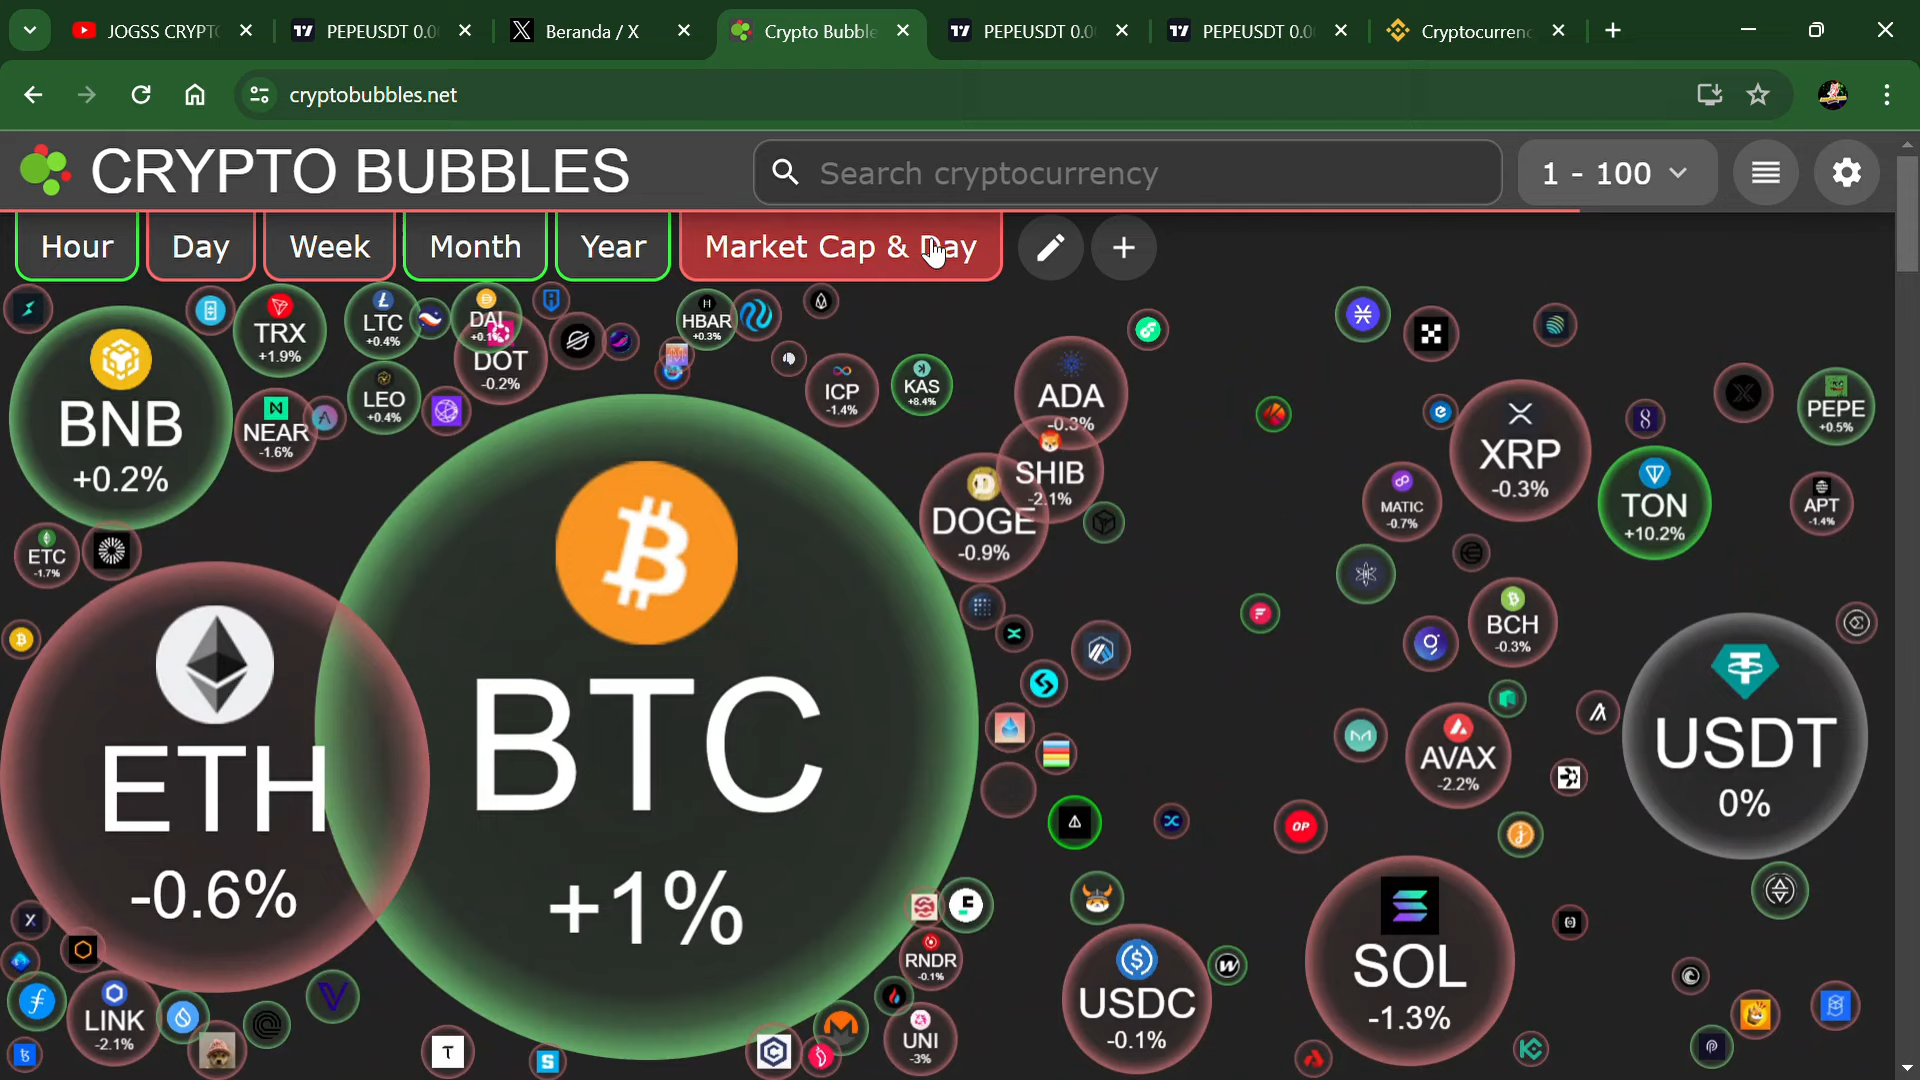 JOGSS CRYPT
PEPEUSDT 0.0
Beranda / X
Crypto Bubble
PEPEUSDT 0.0
PEPEUSDT 0.0
Cryptocurren
cryptobubbles.net
CRYPTO BUBBLES
Search cryptocurrency
1 - 100
Hour
Day
Week
Month
Year
Market Cap & Day
BNB
+0.2%
TRX
+1.9%
LTC
+0.4%
DAI
+0.1%
DOT
-0.2%
HBAR
+0.3%
LEO
+0.4%
NEAR
-1.6%
ICP
-1.4%
KAS
+8.4%
ADA
-0.3%
SHIB
-2.1%
DOGE
-0.9%
XRP
-0.3%
MATIC
-0.7%
TON
+10.2%
PEPE
+0.5%
APT
-1.4%
ETC
-1.7%
ETH
-0.6%
BTC
+1%
BCH
-0.3%
AVAX
-2.2%
USDT
0%
OP
SOL
-1.3%
USDC
-0.1%
RNDR
-0.1%
UNI
-3%
LINK
-2.1%
T